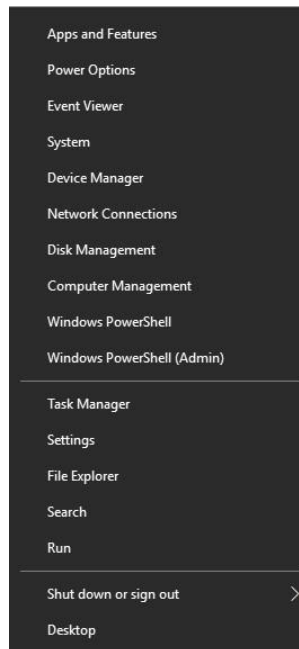 Apps and Features
Power Options
Event Viewer
System
Device Manager
Network Connections
Disk Management
Computer Management
Windows PowerShell
Windows PowerShell (Admin)
Task Manager
Settings
File Explorer
Search
Run
Shut down or sign out
Desktop